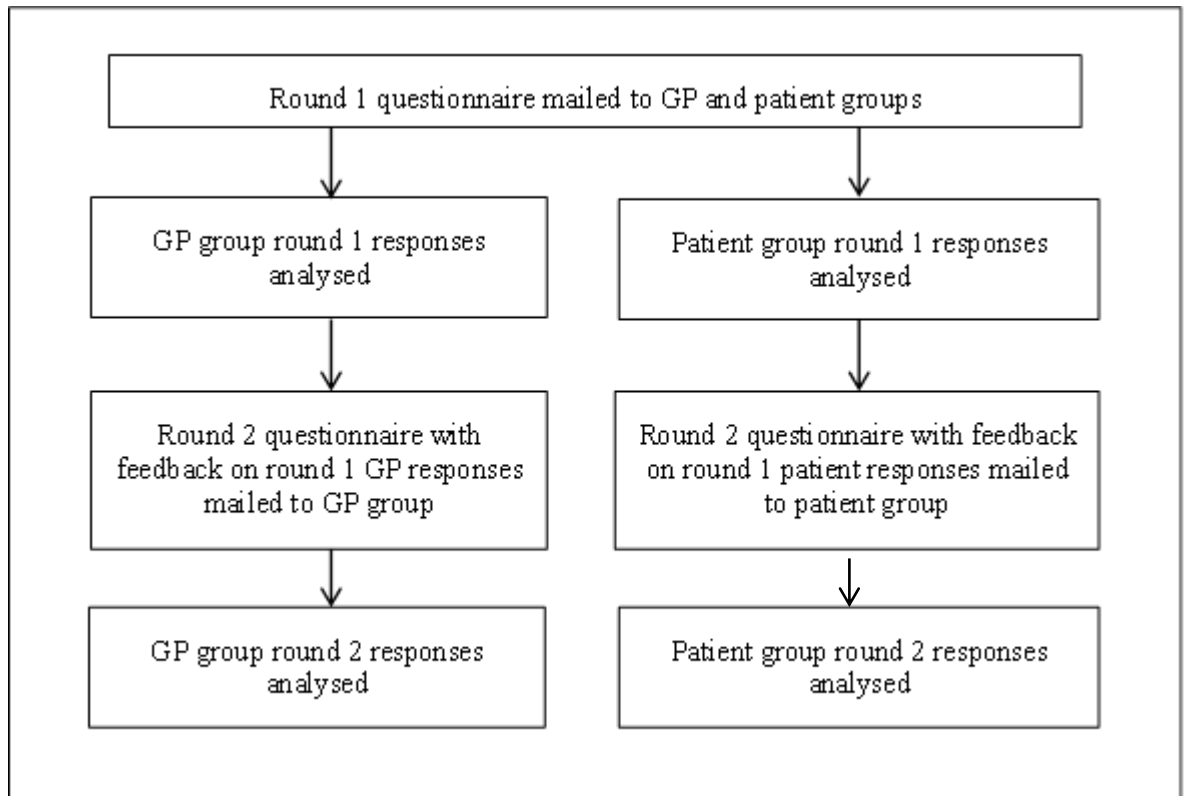 Round 1 questionnaire mailed to GP and patient groups
GP group round 1 responses
analysed
Patient group round 1 responses
analysed
Round 2 questionnaire with
feedback on round 1 GP responses
mailed to GP group
Round 2 questionnaire with feedback
on round 1 patient responses mailed
to patient group
GP group round 2 responses
analysed
Patient group round 2 responses
analysed